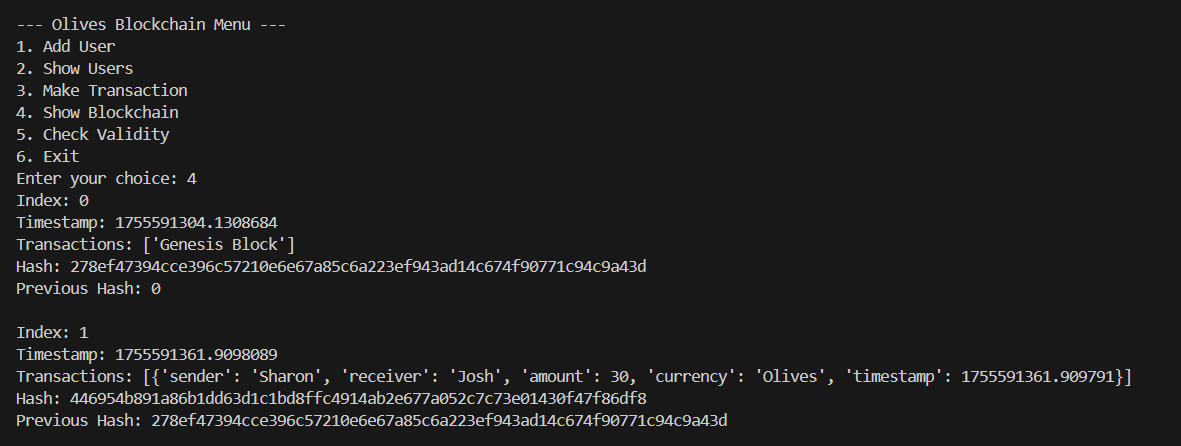 --- Olives Blockchain Menu ---
1. Add User
2. Show Users
3. Make Transaction
4. Show Blockchain
5. Check Validity
6. Exit
Enter your choice: 4
Index: 0
Timestamp: 1755591304.1308684
Transactions: ['Genesis Block']
Hash: 278ef47394cce396c57210e6e67a85c6a223ef943ad14c674f90771c94c9a43d
Previous Hash: 0

Index: 1
Timestamp: 1755591361.9098089
Transactions: [{'sender': 'Sharon', 'receiver': 'Josh', 'amount': 30, 'currency': 'Olives', 'timestamp': 1755591361.909791}]
Hash: 446954b891a86b1dd63d1c1bd8ffc4914ab2e677a052c7c73e01430f47f86df8
Previous Hash: 278ef47394cce396c57210e6e67a85c6a223ef943ad14c674f90771c94c9a43d